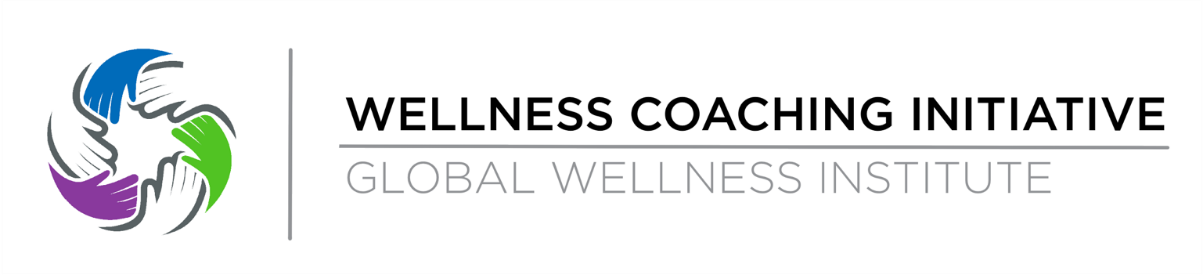 WELLNESS COACHING INITIATIVE
GLOBAL WELLNESS INSTITUTE